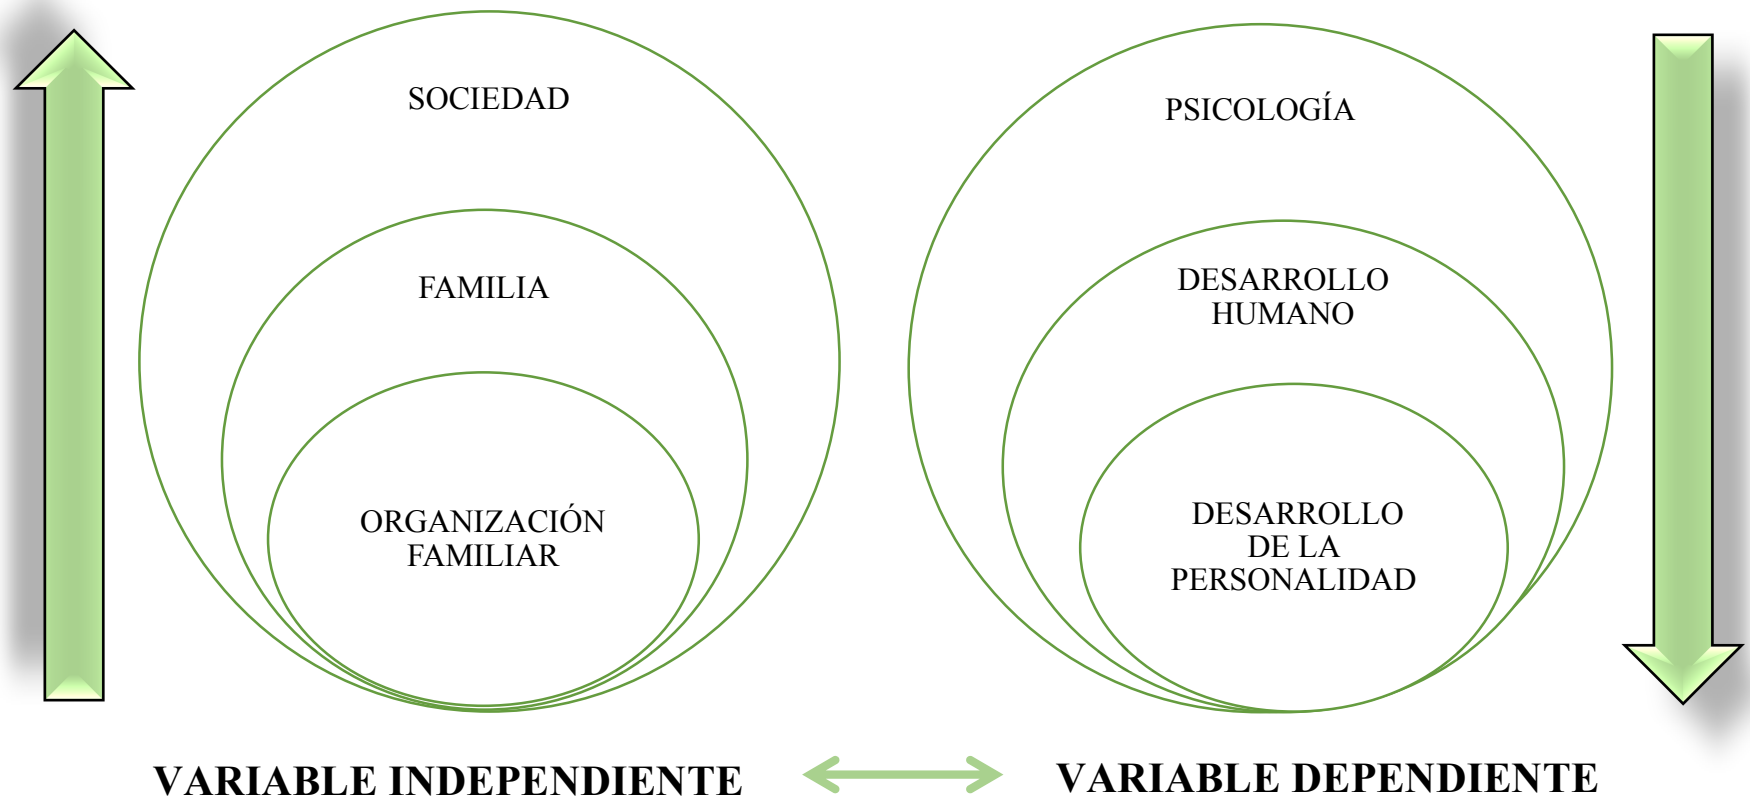 SOCIEDAD
FAMILIA
ORGANIZACIÓN
FAMILIAR
PSICOLOGÍA
DESARROLLO
HUMANO
DESARROLLO
DE LA
PERSONALIDAD
VARIABLE INDEPENDIENTE
VARIABLE DEPENDIENTE